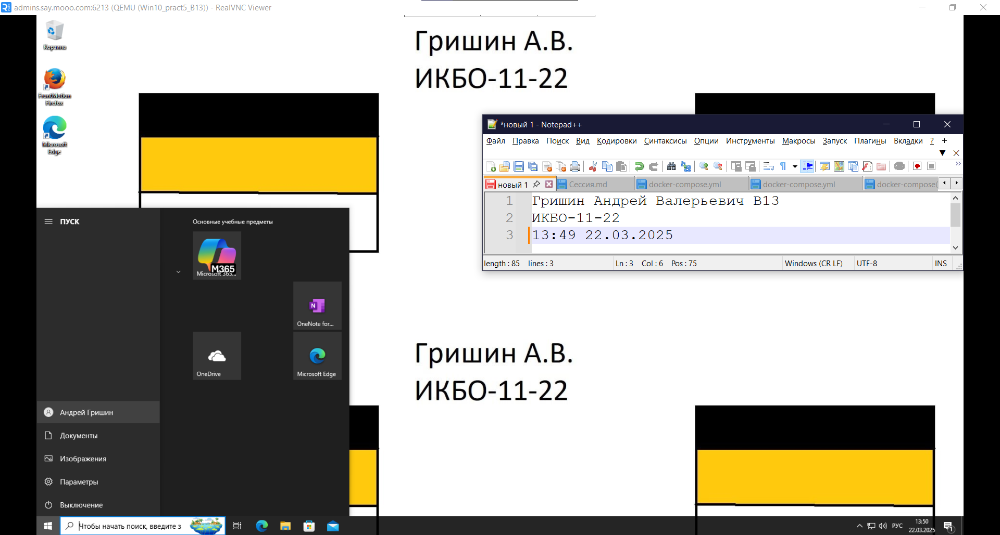 admins.say.mooo.com:6213 (QEMU (Win10_pract5_B13)) - RealVNC Viewer
Корзина
FrontMotion
Firefox
Microsoft
Edge
Гришин А.В.
ИКБО-11-22
*новый 1 - Notepad++
Файл Правка Поиск Вид Кодировки Синтаксисы Опции Инструменты Макросы Запуск Плагины Вкладки ? +
новый 1 Сессия.md docker-compose.yml docker-compose.yml docker-compose(
1 Гришин Андрей Валерьевич В13
2 ИКБО-11-22
3 13:49 22.03.2025
length : 85 lines : 3 Ln : 3 Col : 6 Pos : 75 Windows (CR LF) UTF-8 INS
ПУСК
Основные учебные предметы
M365
Microsoft 365...
OneNote for...
OneDrive
Microsoft Edge
Андрей Гришин
Документы
Изображения
Параметры
Выключение
Гришин А.В.
ИКБО-11-22
Чтобы начать поиск, введите з
РУС
13:50
22.03.2025
1